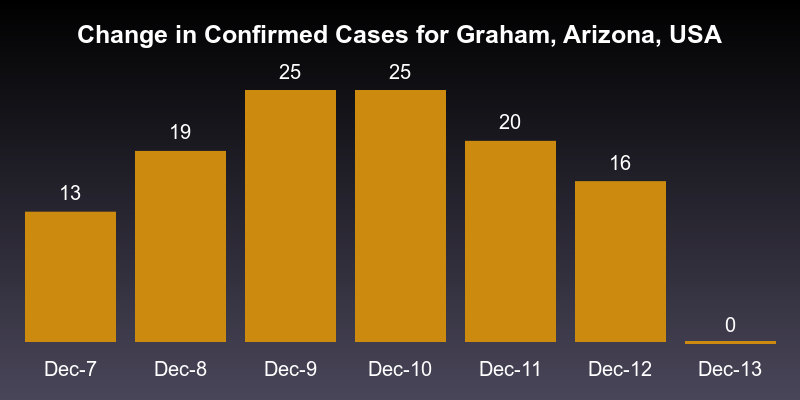 Change in Confirmed Cases for Graham, Arizona, USA
13
19
25
25
20
16
0
Dec-7
Dec-8
Dec-9
Dec-10
Dec-11
Dec-12
Dec-13